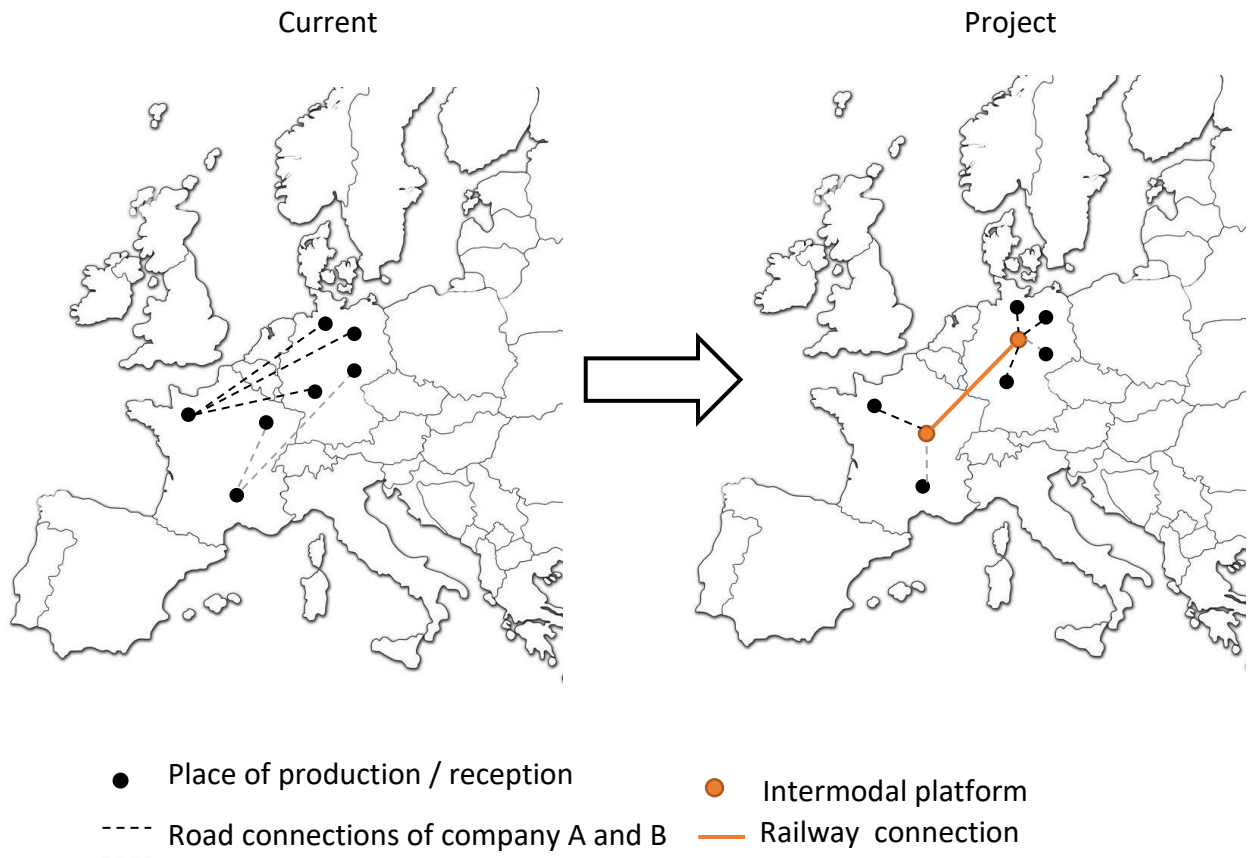 Current
Project
Place of production / reception
Intermodal platform
Road connections of company A and B
Railway connection